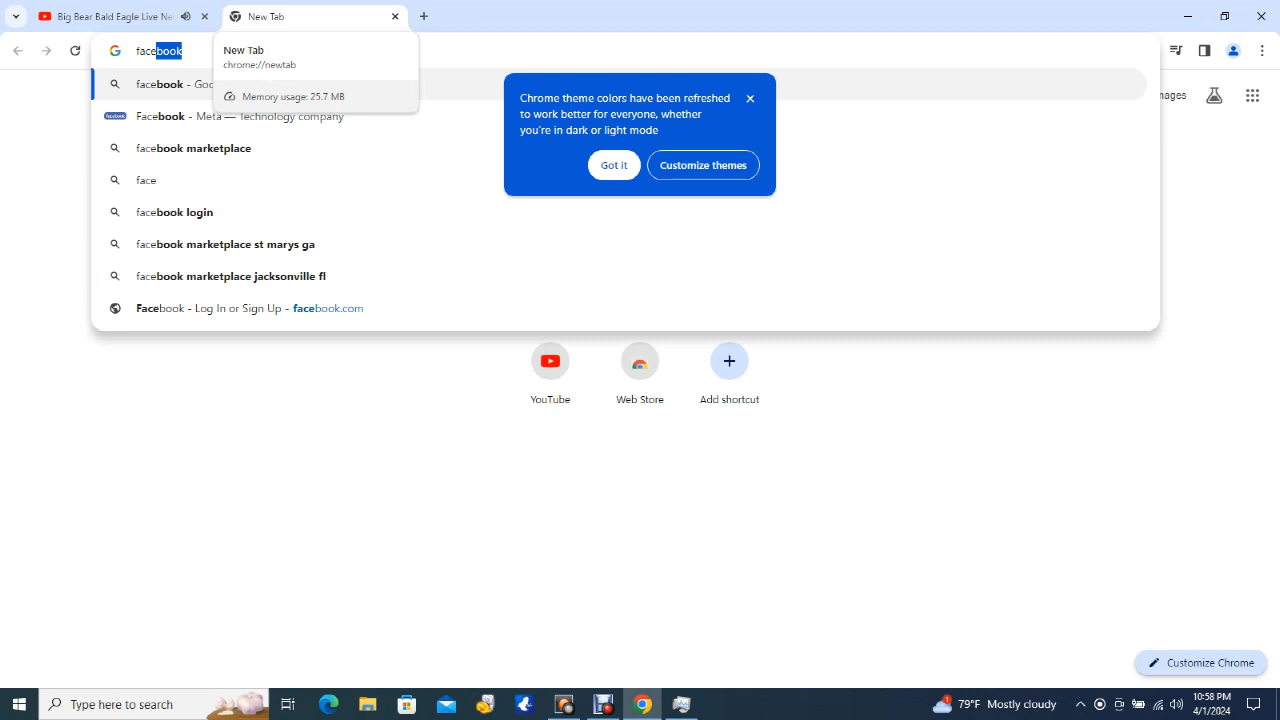 Big Bear Bald Eagle Live Ne
New Tab
facebook
New Tab
chrome://newtab
Memory usage: 25.7 MB
facebook - Goo
Facebook - Meta — Technology company
facebook marketplace
face
facebook login
facebook marketplace st marys ga
facebook marketplace jacksonville fl
Facebook - Log In or Sign Up - facebook.com
Chrome theme colors have been refreshed
to work better for everyone, whether
you're in dark or light mode
Got it
Customize themes
mages
YouTube
Web Store
Add shortcut
Customize Chrome
Type here to search
1
79°F Mostly cloudy
10:58 PM
4/1/2024